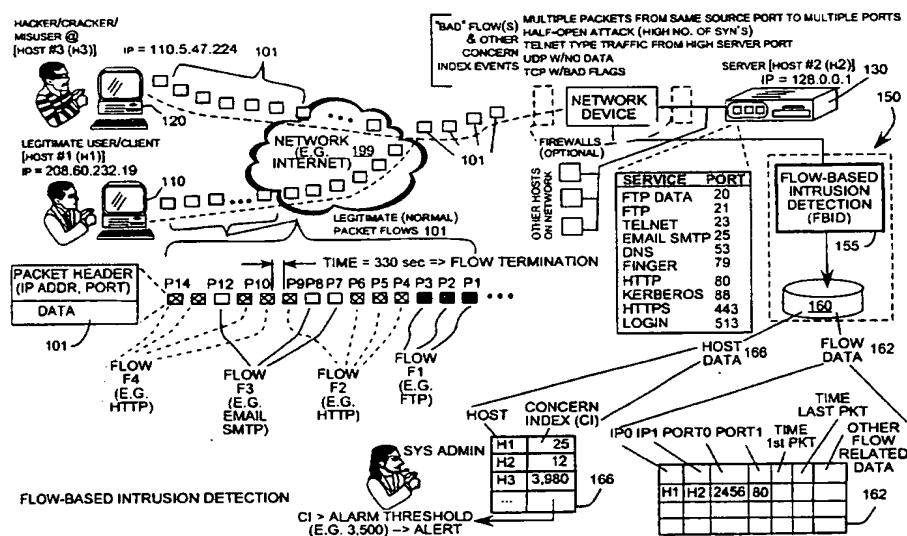 HACKER/CRACKER/
MISUSER @
[HOST #3 (H3)]
IP = 110.5.47.224
101
120
"BAD" FLOW(S)
& OTHER
CONCERN
INDEX EVENTS
MULTIPLE PACKETS FROM SAME SOURCE PORT TO MULTIPLE PORTS
HALF-OPEN ATTACK (HIGH NO. OF SYN'S)
TELNET TYPE TRAFFIC FROM HIGH SERVER PORT
UDP W/NO DATA
TCP W/BAD FLAGS
SERVER [HOST #2 (H2)]
IP = 128.0.0.1
130
150
NETWORK
DEVICE
NETWORK
(E.G.
INTERNET)
199
101
FIREWALLS
(OPTIONAL)
OTHER HOSTS
ON NETWORK
LEGITIMATE USER/CLIENT
[HOST #1 (H1)]
IP = 208.60.232.19
110
LEGITIMATE (NORMAL)
PACKET FLOWS 101
SERVICE PORT
FTP DATA 20
FTP 21
TELNET 23
EMAIL SMTP 25
DNS 53
FINGER 79
HTTP 80
KERBEROS 88
HTTPS 443
LOGIN 513
FLOW-BASED
INTRUSION
DETECTION
(FBID)
155
160
TIME = 330 sec => FLOW TERMINATION
PACKET HEADER
(IP ADDR, PORT)
DATA
101
P14 P12 P10 P9 P8 P7 P6 P5 P4 P3 P2 P1
FLOW
F4
(E.G.
HTTP)
FLOW
F3
(E.G.
EMAIL
SMTP)
FLOW
F2
(E.G.
HTTP)
FLOW
F1
(E.G.
FTP)
HOST
DATA 166
FLOW
DATA 162
HOST
CONCERN
INDEX (CI)
H1 25
H2 12
H3 3,980
...
166
SYS ADMIN
CI > ALARM THRESHOLD
(E.G. 3,500) --> ALERT
IP0 IP1 PORT0 PORT1
TIME
1st PKT
TIME
LAST PKT
OTHER
FLOW
RELATED
DATA
H1 H2 2456 80
162
FLOW-BASED INTRUSION DETECTION